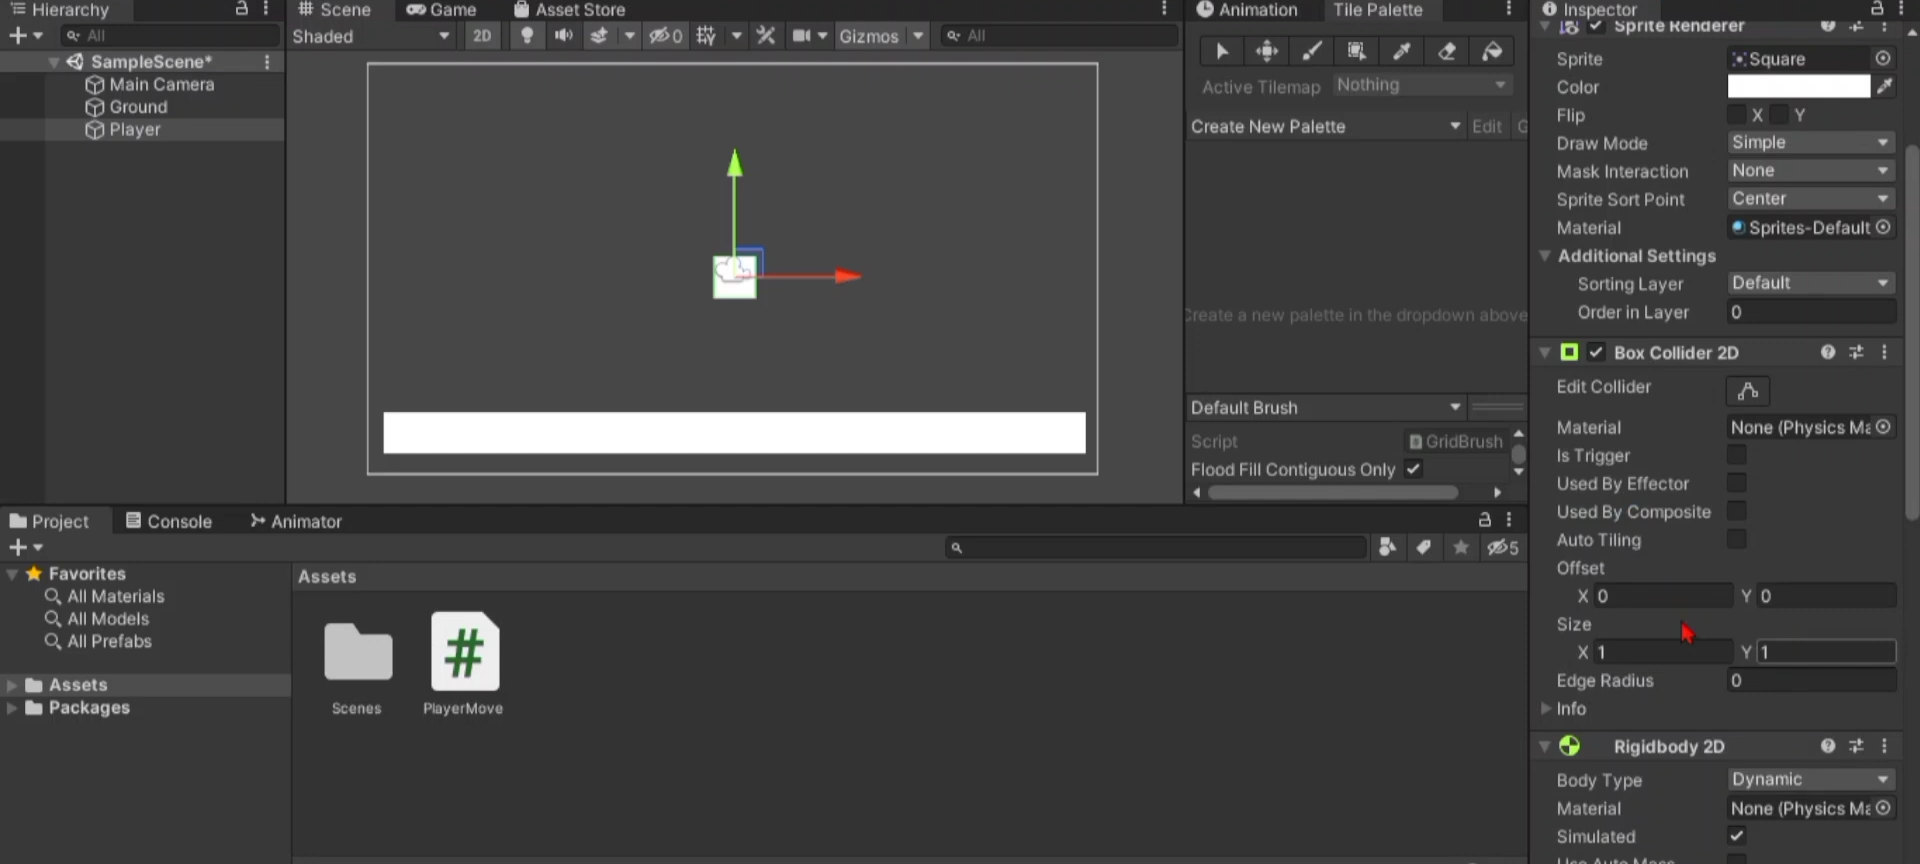 Hierarchy
All
SampleScene*
Main Camera
Ground
Player
Scene
Game
Asset Store
Shaded
2D
0
Gizmos
All
Animation
Tile Palette
Active Tilemap
Nothing
Create New Palette
Edit
Create a new palette in the dropdown above
Default Brush
Script
GridBrush
Flood Fill Contiguous Only
Inspector
Sprite Renderer
Sprite
Square
Color
Flip
X
Y
Draw Mode
Simple
Mask Interaction
None
Sprite Sort Point
Center
Material
Sprites-Default
Additional Settings
Sorting Layer
Default
Order in Layer
0
Box Collider 2D
Edit Collider
Material
None (Physics Ma
Is Trigger
Used By Effector
Used By Composite
Auto Tiling
Offset
X 0
Y 0
Size
X 1
Y 1
Edge Radius
0
Info
Rigidbody 2D
Body Type
Dynamic
Material
None (Physics Ma
Simulated
Use Auto Mass
Project
Console
Animator
5
Favorites
All Materials
All Models
All Prefabs
Assets
Packages
Assets
Scenes
#
PlayerMove